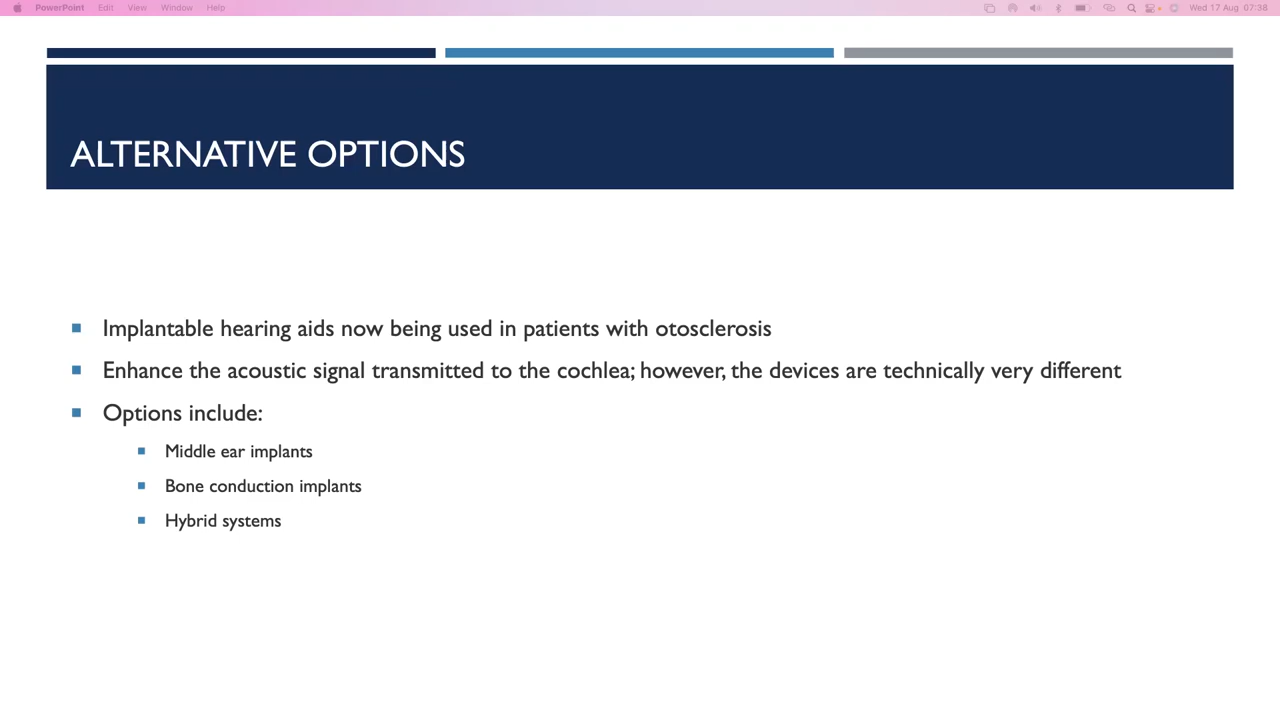 PowerPoint Edit View Window Help Wed 17 Aug 07:38
ALTERNATIVE OPTIONS
Implantable hearing aids now being used in patients with otosclerosis
Enhance the acoustic signal transmitted to the cochlea; however, the devices are technically very different
Options include:
Middle ear implants
Bone conduction implants
Hybrid systems